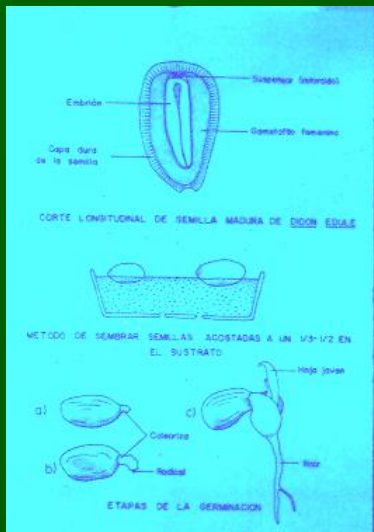 Suspensor (enrollado)
Embrión
Gametofito femenino
Capa dura
de la semilla
CORTE LONGITUDINAL DE SEMILLA MADURA DE DIOON EDULE
METODO DE SEMBRAR SEMILLAS ACOSTADAS A UN 1/3-1/2 EN
EL SUSTRATO
Hoja joven
a)
c)
Coleoriza
b)
Radical
Raíz
ETAPAS DE LA GERMINACION